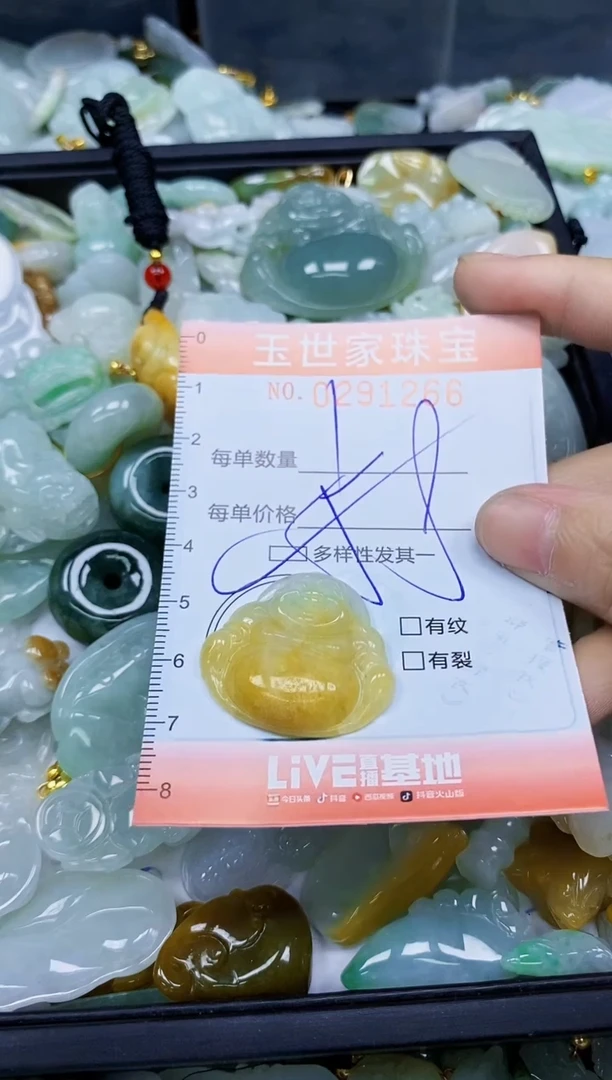 玉世家珠宝
NO. 0291266
每单数量
每单价格
多样性发其一
有纹
有裂
LiVE直播基地
今日头条 抖音 西瓜视频 抖音火山版
0
1
2
3
4
5
6
7
8